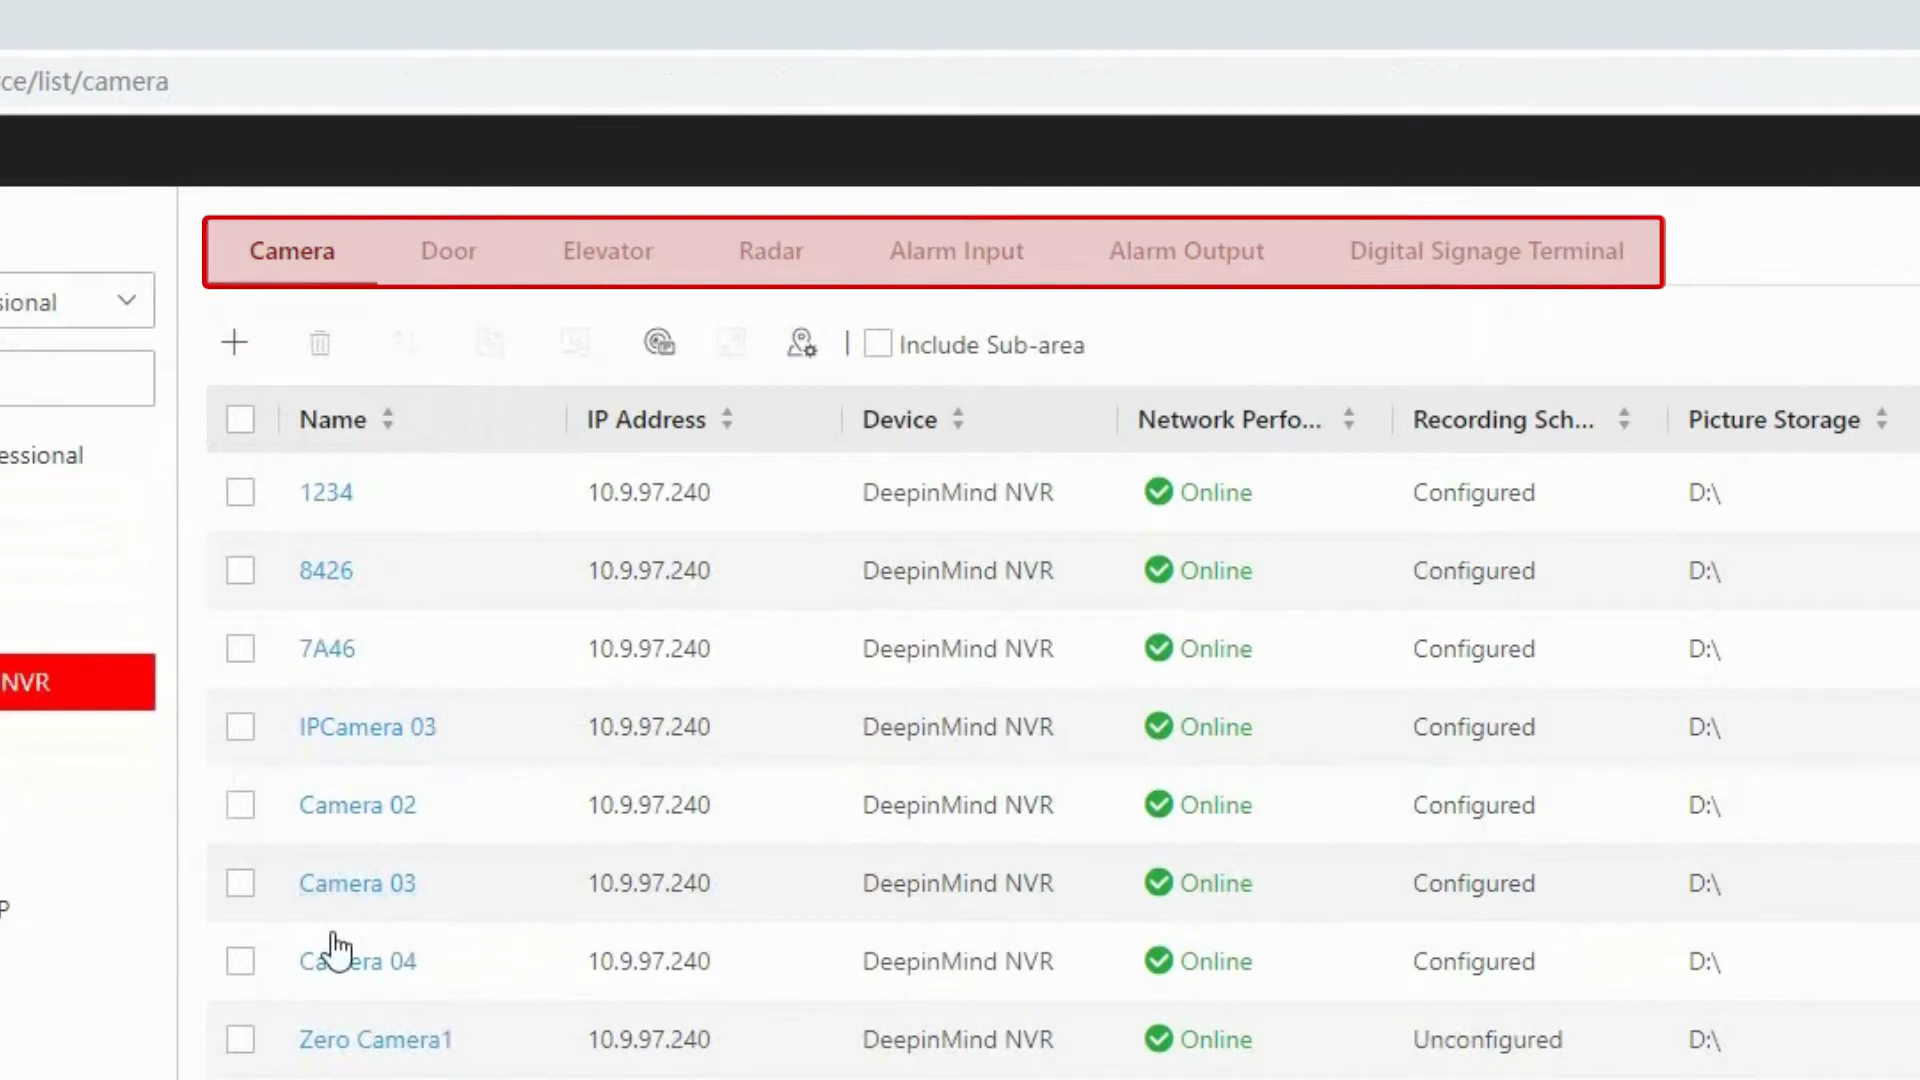 ce/list/camera
Camera Door Elevator Radar Alarm Input Alarm Output Digital Signage Terminal
sional
Include Sub-area
Name IP Address Device Network Perfo... Recording Sch... Picture Storage
essional
1234 10.9.97.240 DeepinMind NVR Online Configured D:\
8426 10.9.97.240 DeepinMind NVR Online Configured D:\
7A46 10.9.97.240 DeepinMind NVR Online Configured D:\
NVR
IPCamera 03 10.9.97.240 DeepinMind NVR Online Configured D:\
Camera 02 10.9.97.240 DeepinMind NVR Online Configured D:\
Camera 03 10.9.97.240 DeepinMind NVR Online Configured D:\
P
Camera 04 10.9.97.240 DeepinMind NVR Online Configured D:\
Zero Camera1 10.9.97.240 DeepinMind NVR Online Unconfigured D:\